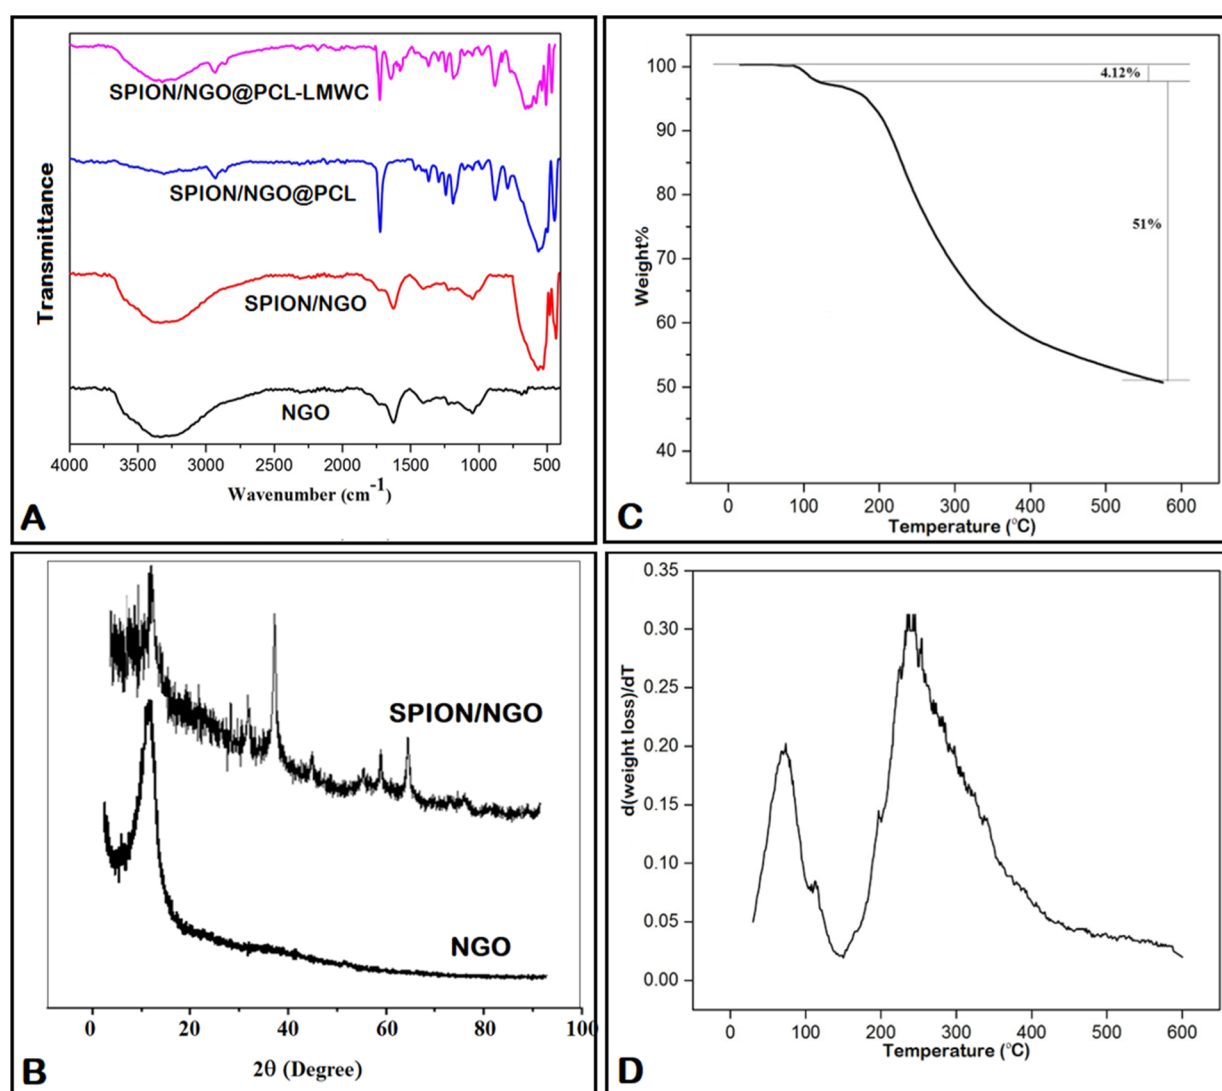 Transmittance
SPION/NGO@PCL-LMWC
SPION/NGO@PCL
SPION/NGO
NGO
4000 3500 3000 2500 2000 1500 1000 500
Wavenumber (cm-1)
A
Weight%
100
90
80
70
60
50
40
4.12%
51%
0 100 200 300 400 500 600
Temperature (°C)
C
SPION/NGO
NGO
0 20 40 60 80 100
2θ (Degree)
B
d(weight loss)/dT
0.35
0.30
0.25
0.20
0.15
0.10
0.05
0.00
0 100 200 300 400 500 600
Temperature (°C)
D